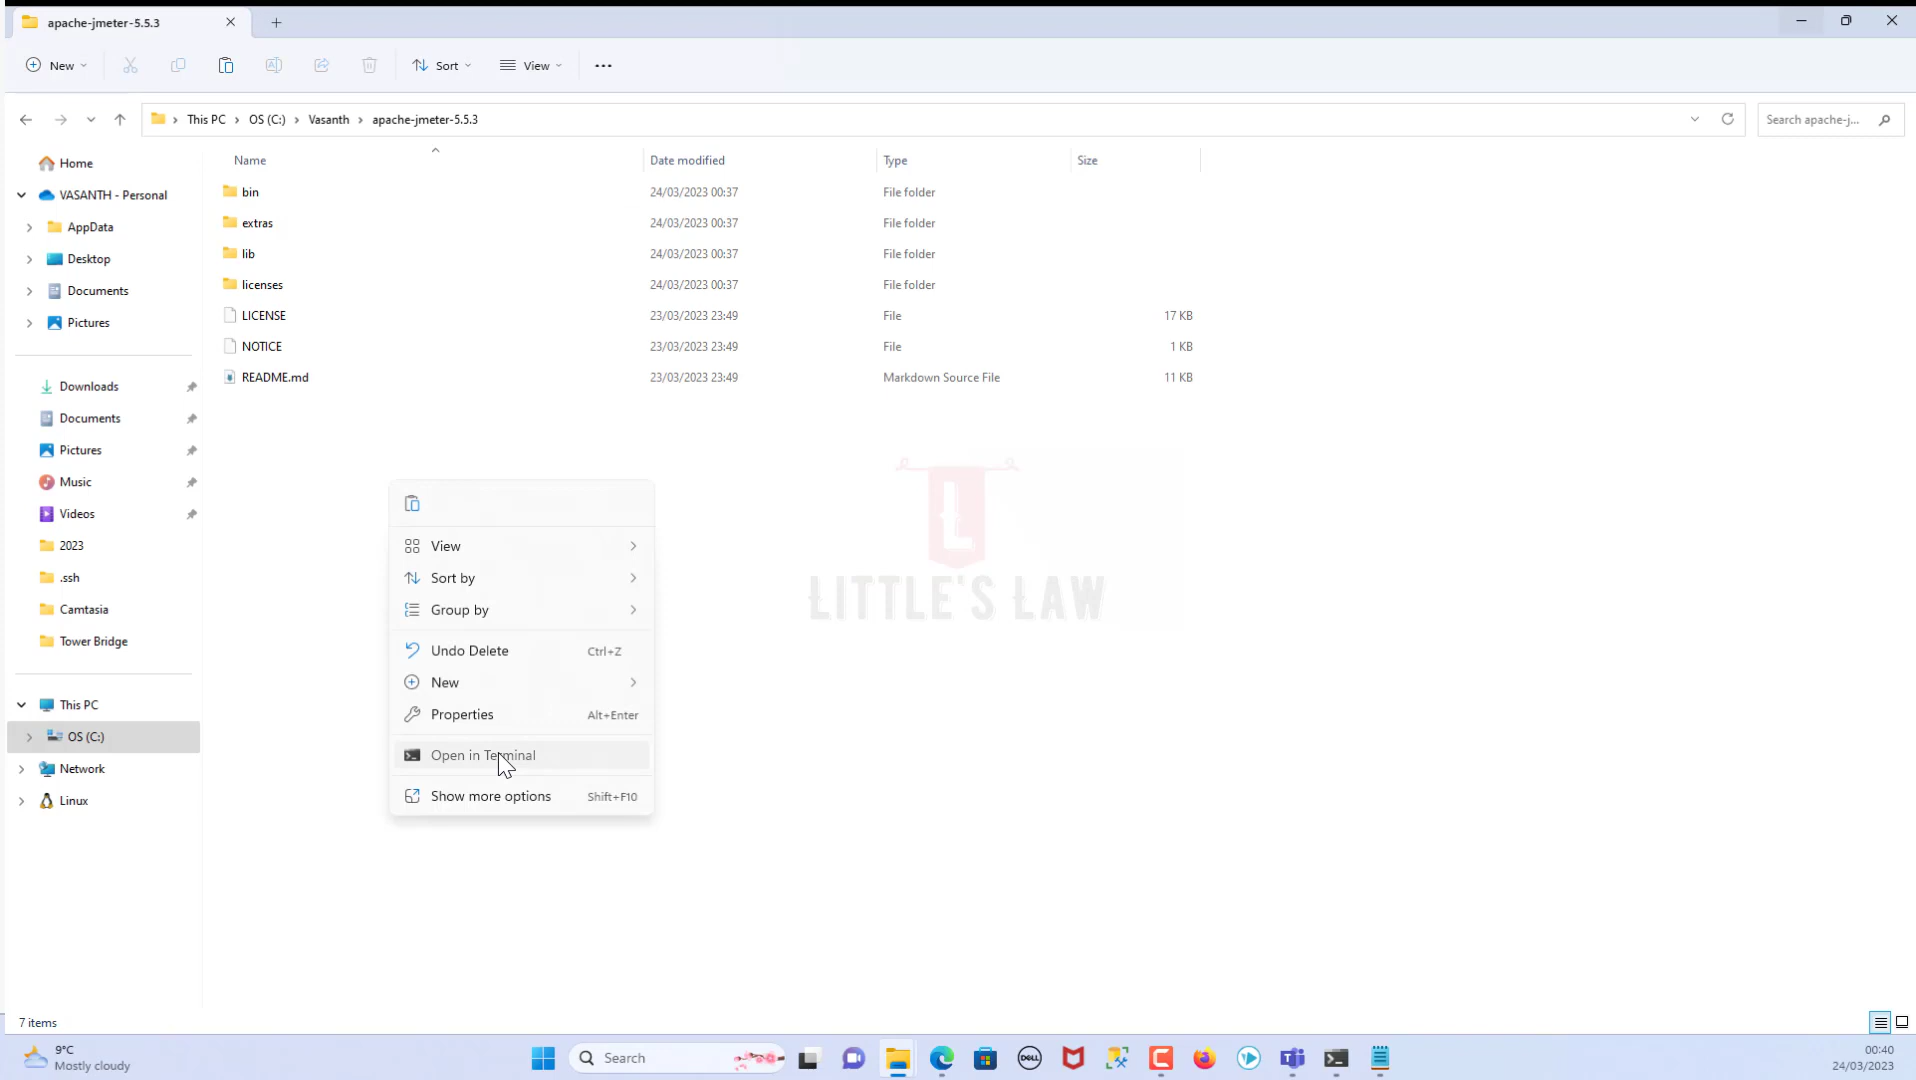 apache-jmeter-5.5.3
New
Sort
View
This PC
OS (C:)
Vasanth
apache-jmeter-5.5.3
Search apache-j...
Name
Date modified
Type
Size
Home
VASANTH - Personal
AppData
Desktop
Documents
Pictures
Downloads
Documents
Pictures
Music
Videos
2023
.ssh
Camtasia
Tower Bridge
This PC
OS (C:)
Network
Linux
bin 24/03/2023 00:37 File folder
extras 24/03/2023 00:37 File folder
lib 24/03/2023 00:37 File folder
licenses 24/03/2023 00:37 File folder
LICENSE 23/03/2023 23:49 File 17 KB
NOTICE 23/03/2023 23:49 File 1 KB
README.md 23/03/2023 23:49 Markdown Source File 11 KB
View
Sort by
Group by
Undo Delete Ctrl+Z
New
Properties Alt+Enter
Open in Terminal
Show more options Shift+F10
L
LITTLE'S LAW
7 items
9°C
Mostly cloudy
Search
DELL
00:40
24/03/2023